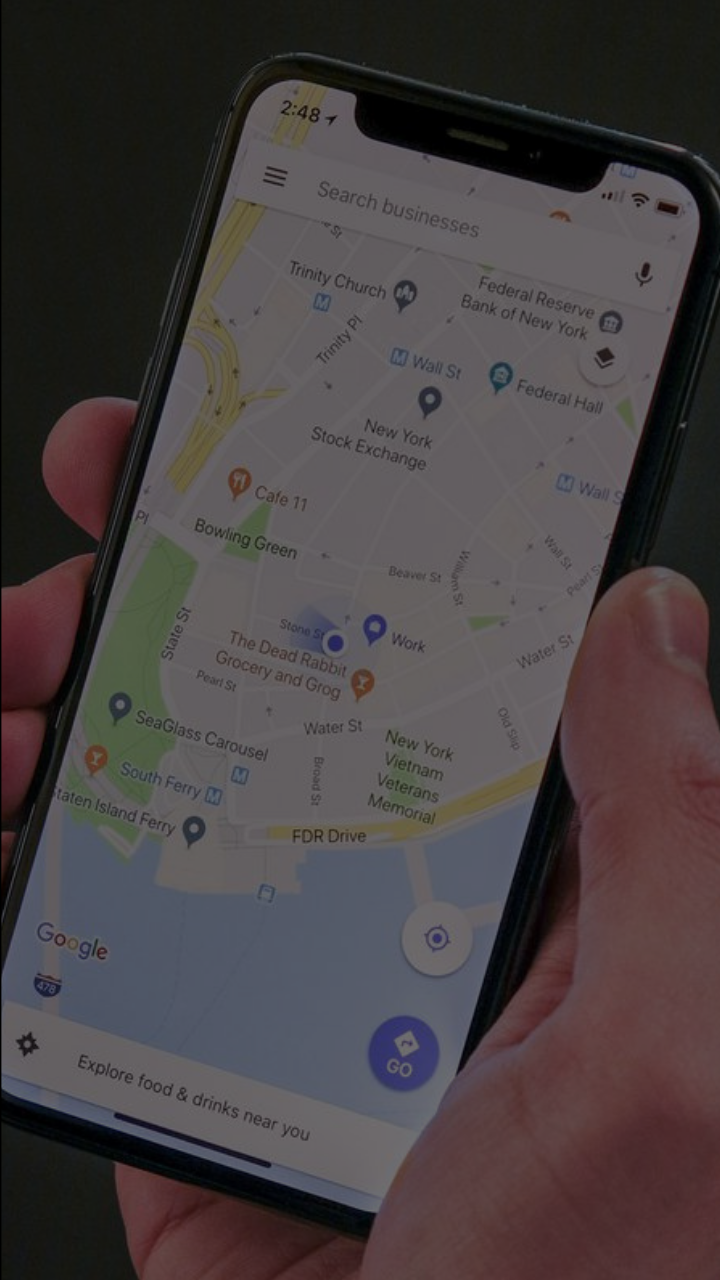 2:48
Search businesses
Trinity Church
Federal Reserve
Bank of New York
Trinity Pl
M
M Wall St
Federal Hall
New York
Stock Exchange
M Wall S
Cafe 11
Pl
Bowling Green
Beaver St
William St
Wall St
Pearl St
Stone St
Work
State St
The Dead Rabbit
Grocery and Grog
Water St
Pearl St
SeaGlass Carousel
Water St
Old Slip
New York
Vietnam
Veterans
Memorial
South Ferry M
M
Broad St
taten Island Ferry
FDR Drive
Google
478
GO
Explore food & drinks near you